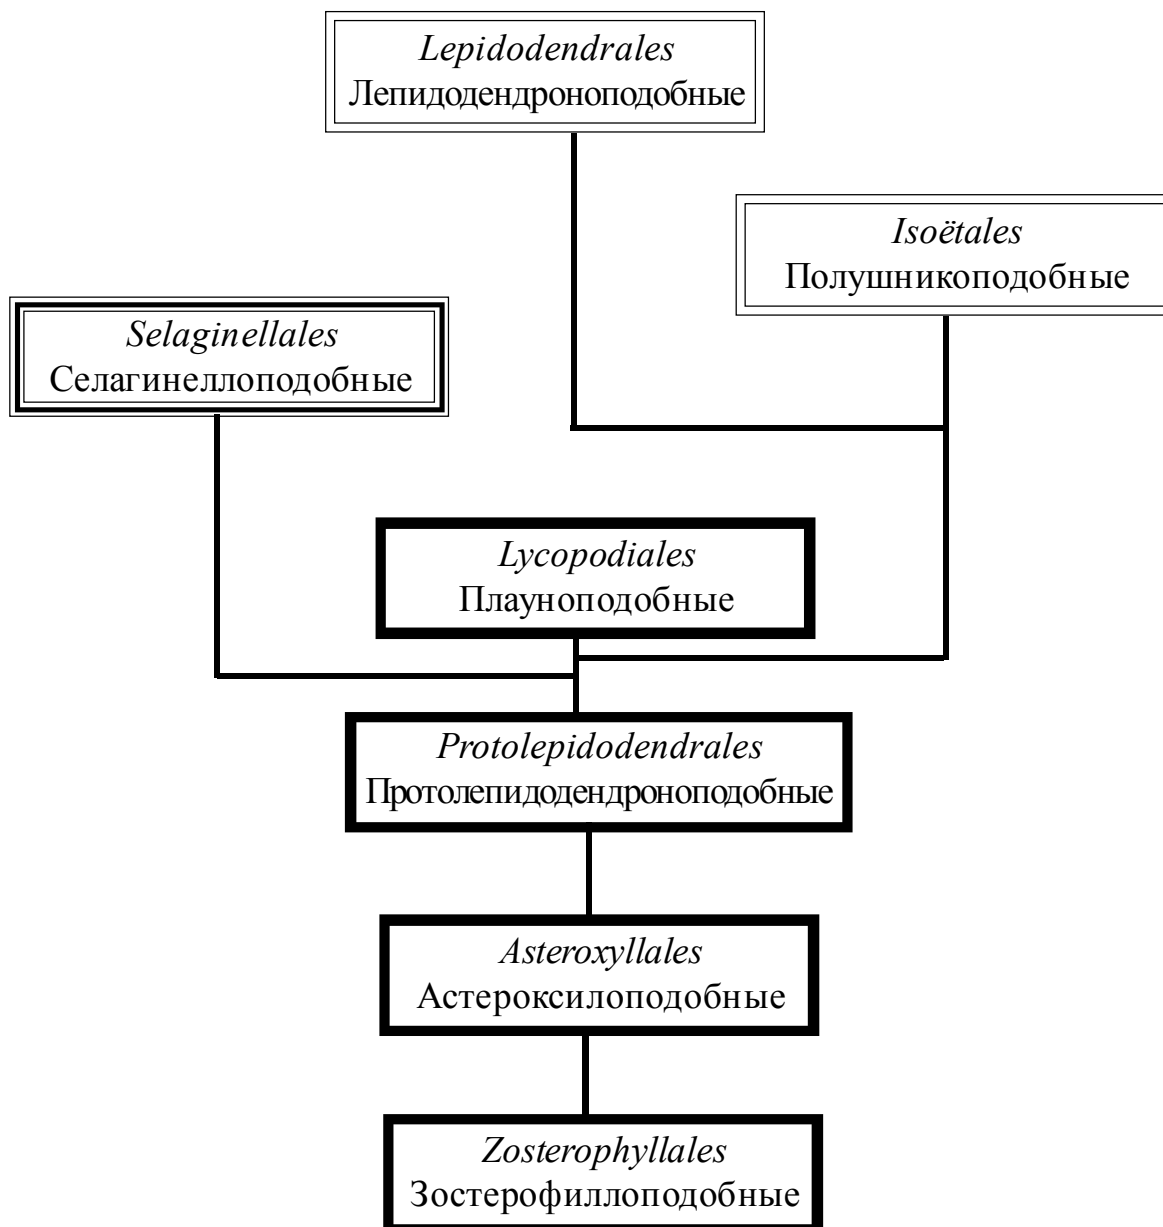 Lepidodendrales
Лепидодендроноподобные
Isoëtales
Полушникоподобные
Selaginellales
Селагинеллоподобные
Lycopodiales
Плауноподобные
Protolepidodendrales
Протолепидодендроноподобные
Asteroxyllales
Астероксилоподобные
Zosterophyllales
Зостерофиллоподобные